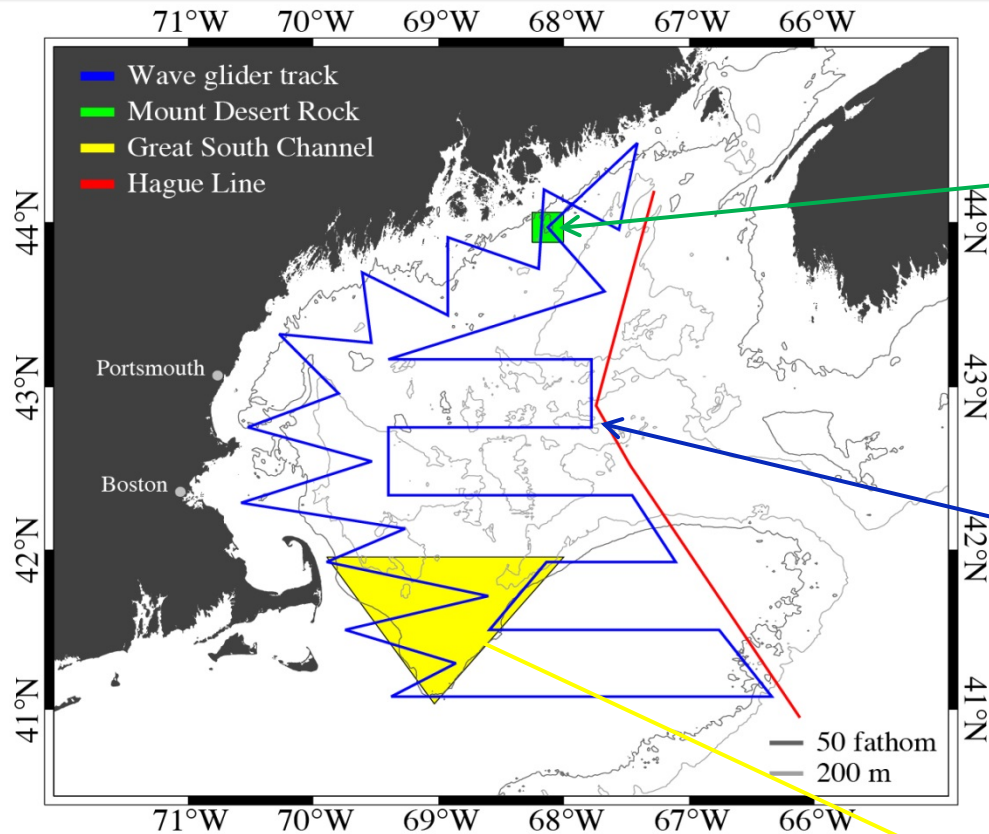 71°W 70°W 69°W 68°W 67°W 66°W
Wave glider track
Mount Desert Rock
Great South Channel
Hague Line
44°N
44°N
Portsmouth
43°N
43°N
Boston
42°N
42°N
41°N
41°N
50 fathom
200 m
71°W 70°W 69°W 68°W 67°W 66°W